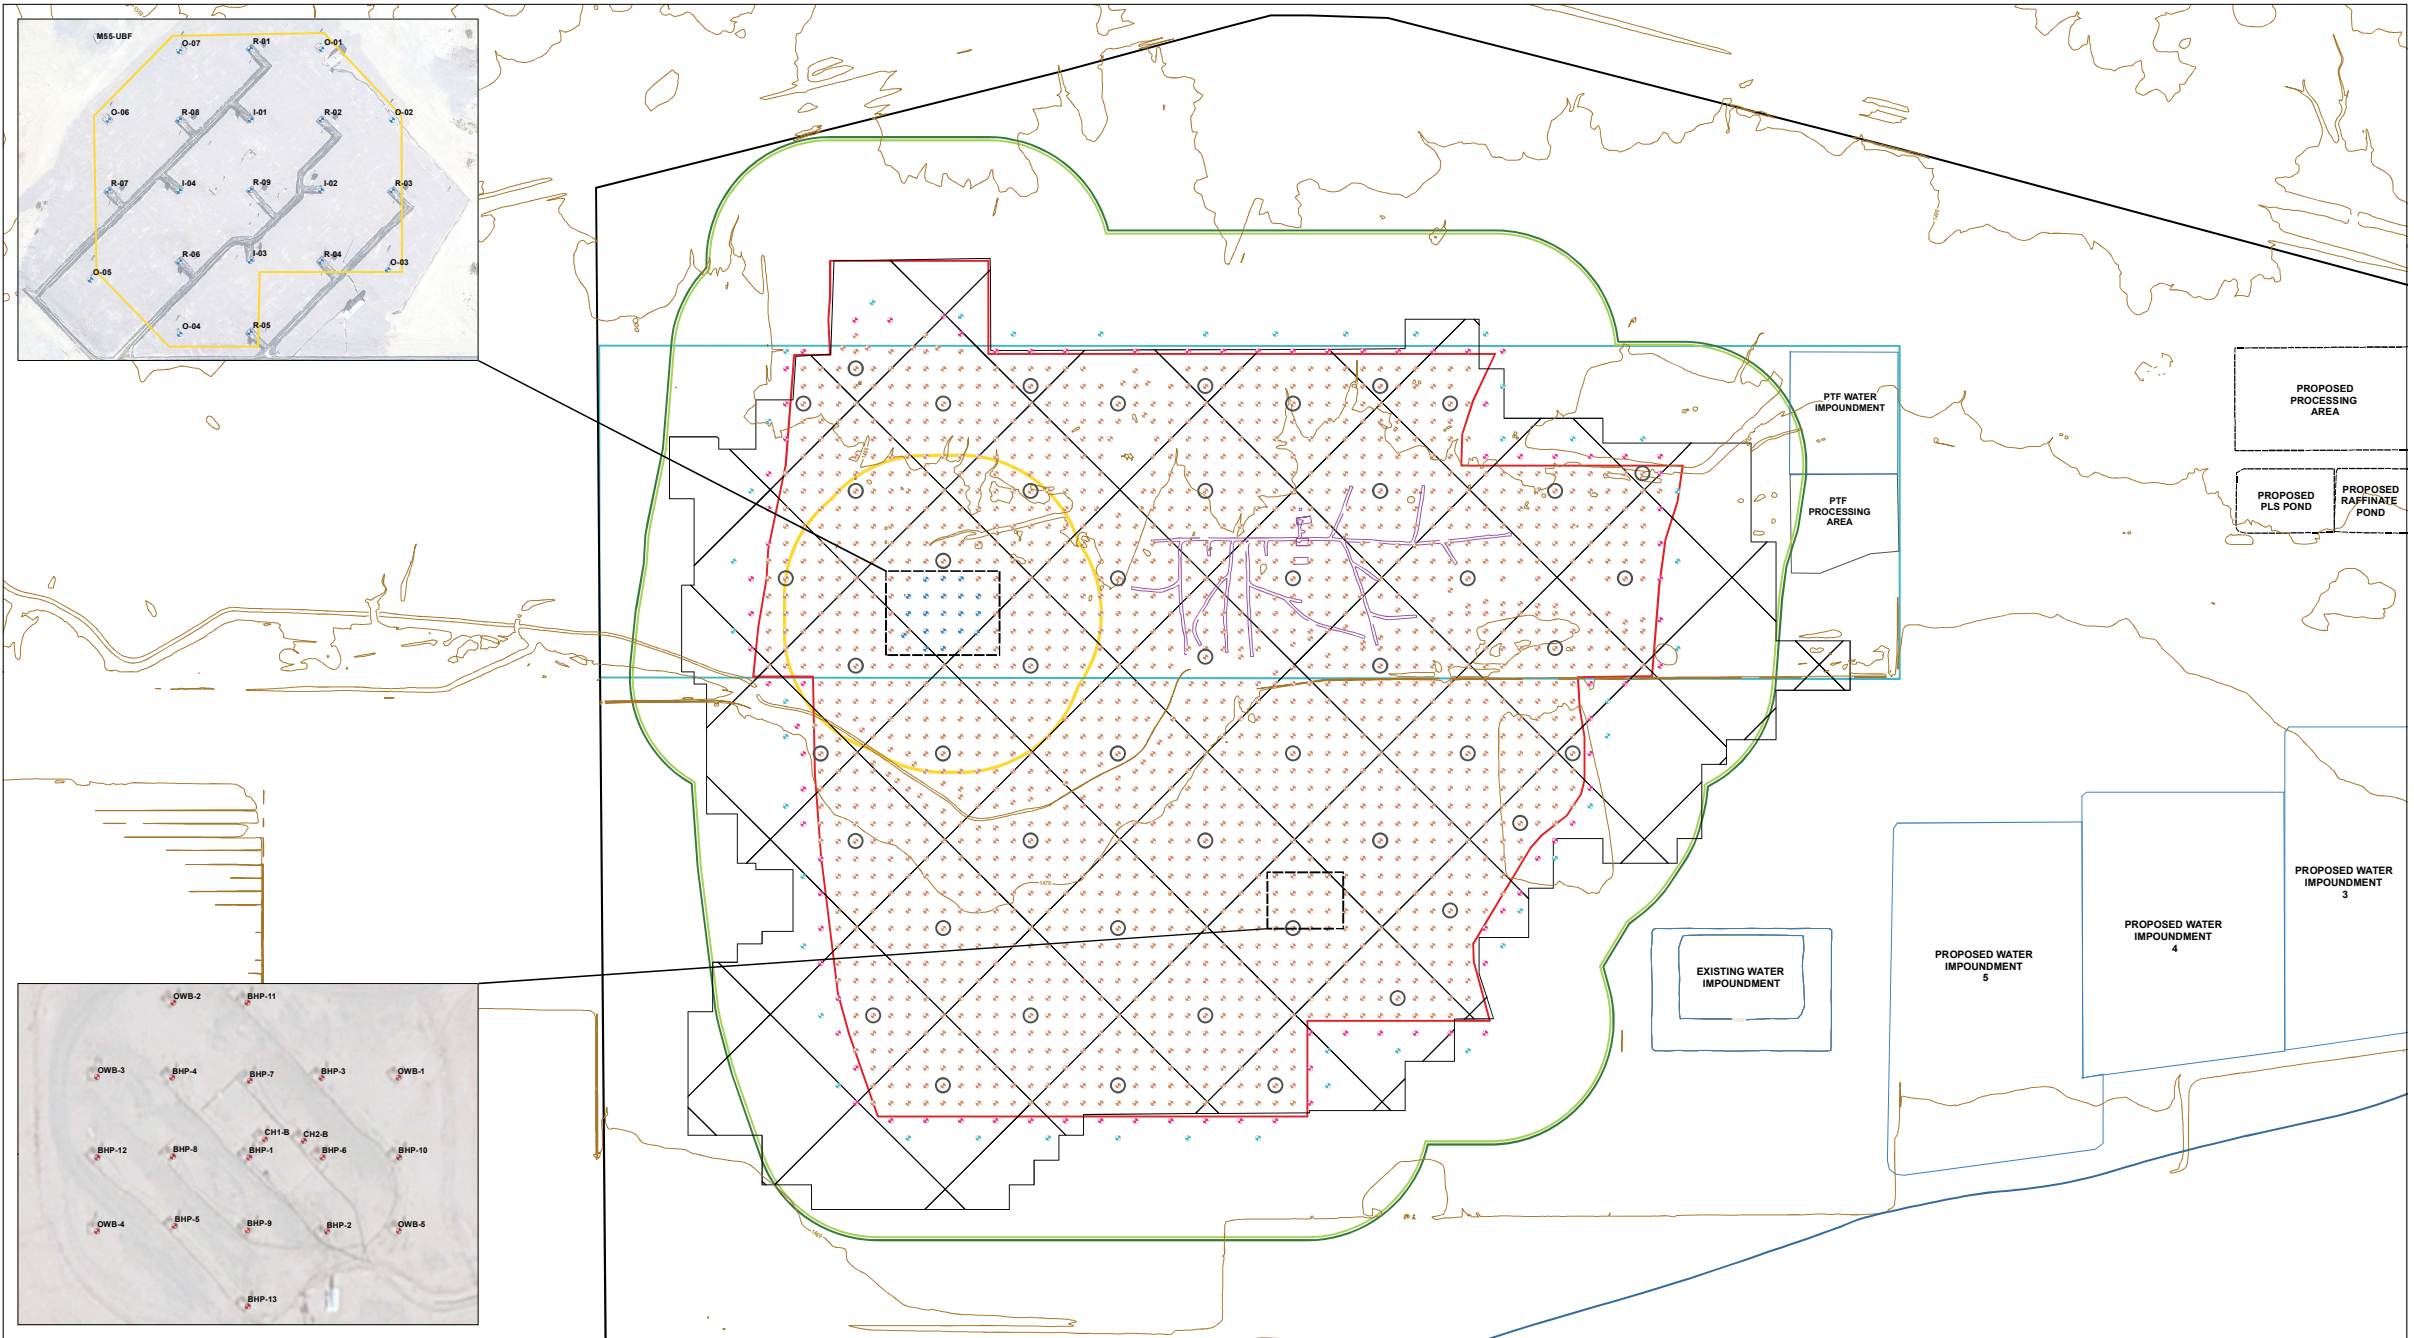 M55-UBF
O-07
R-01
O-01
O-06
R-08
I-01
R-02
O-02
R-07
I-04
R-09
I-02
R-03
O-05
R-06
I-03
R-04
O-03
O-04
R-05
PTF WATER
IMPOUNDMENT
PTF
PROCESSING
AREA
PROPOSED
PROCESSING
AREA
PROPOSED
PLS POND
PROPOSED
RAFFINATE
POND
PROPOSED WATER
IMPOUNDMENT
3
PROPOSED WATER
IMPOUNDMENT
4
PROPOSED WATER
IMPOUNDMENT
5
EXISTING WATER
IMPOUNDMENT
1470
OWB-2
BHP-11
OWB-3
BHP-4
BHP-7
BHP-3
OWB-1
CH1-B
CH2-B
BHP-12
BHP-8
BHP-1
BHP-6
BHP-10
OWB-4
BHP-5
BHP-9
BHP-2
OWB-5
BHP-13
1460